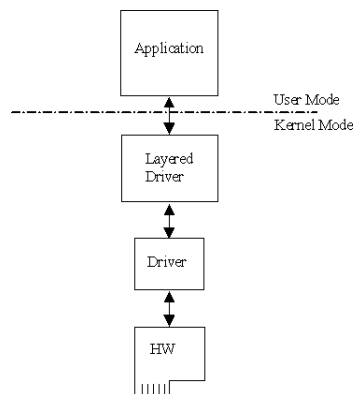 Application
User Mode
Kernel Mode
Layered
Driver
Driver
HW